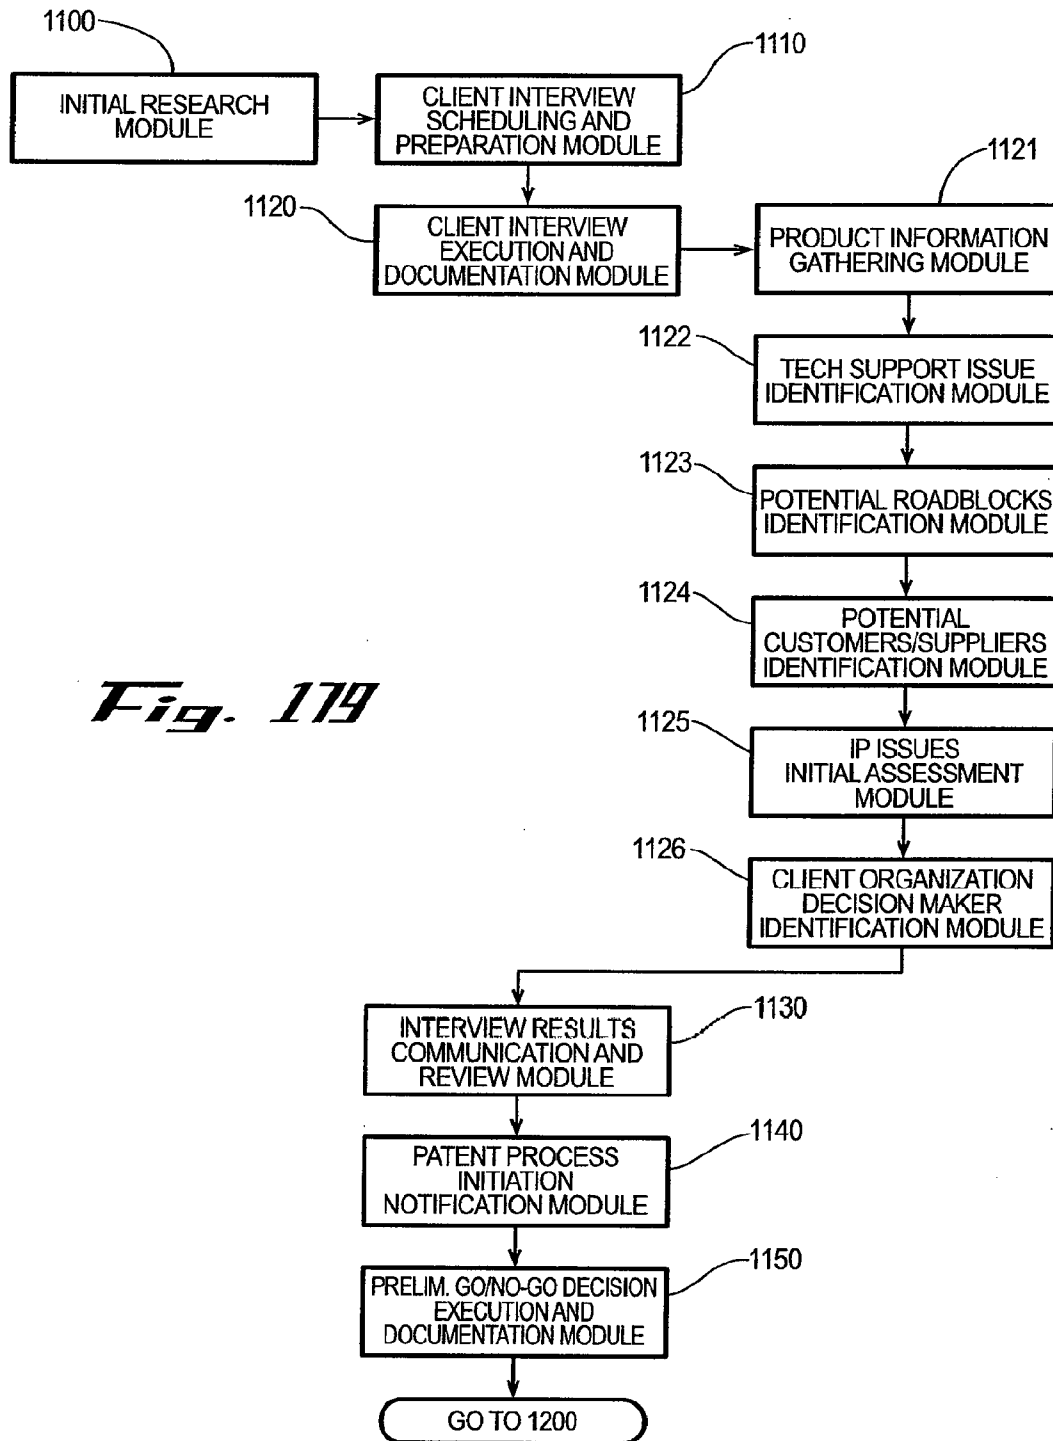 1100
INITIAL RESEARCH
MODULE
1110
CLIENT INTERVIEW
SCHEDULING AND
PREPARATION MODULE
1120
CLIENT INTERVIEW
EXECUTION AND
DOCUMENTATION MODULE
1121
PRODUCT INFORMATION
GATHERING MODULE
1122
TECH SUPPORT ISSUE
IDENTIFICATION MODULE
1123
POTENTIAL ROADBLOCKS
IDENTIFICATION MODULE
1124
POTENTIAL
CUSTOMERS/SUPPLIERS
IDENTIFICATION MODULE
Fig. 179
1125
IP ISSUES
INITIAL ASSESSMENT
MODULE
1126
CLIENT ORGANIZATION
DECISION MAKER
IDENTIFICATION MODULE
1130
INTERVIEW RESULTS
COMMUNICATION AND
REVIEW MODULE
1140
PATENT PROCESS
INITIATION
NOTIFICATION MODULE
1150
PRELIM. GO/NO-GO DECISION
EXECUTION AND
DOCUMENTATION MODULE
GO TO 1200